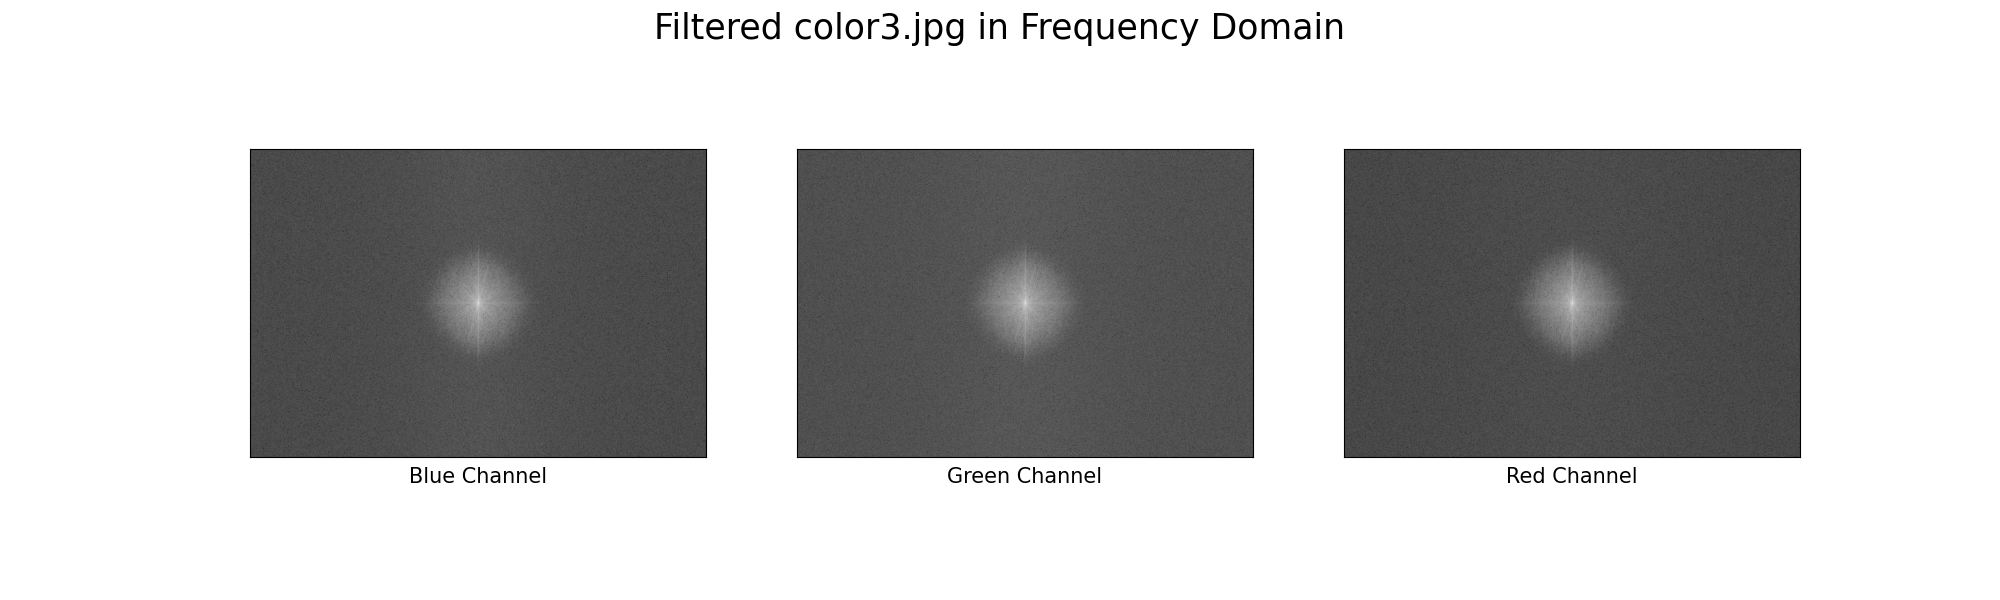 Filtered color3.jpg in Frequency Domain
Blue Channel
Green Channel
Red Channel